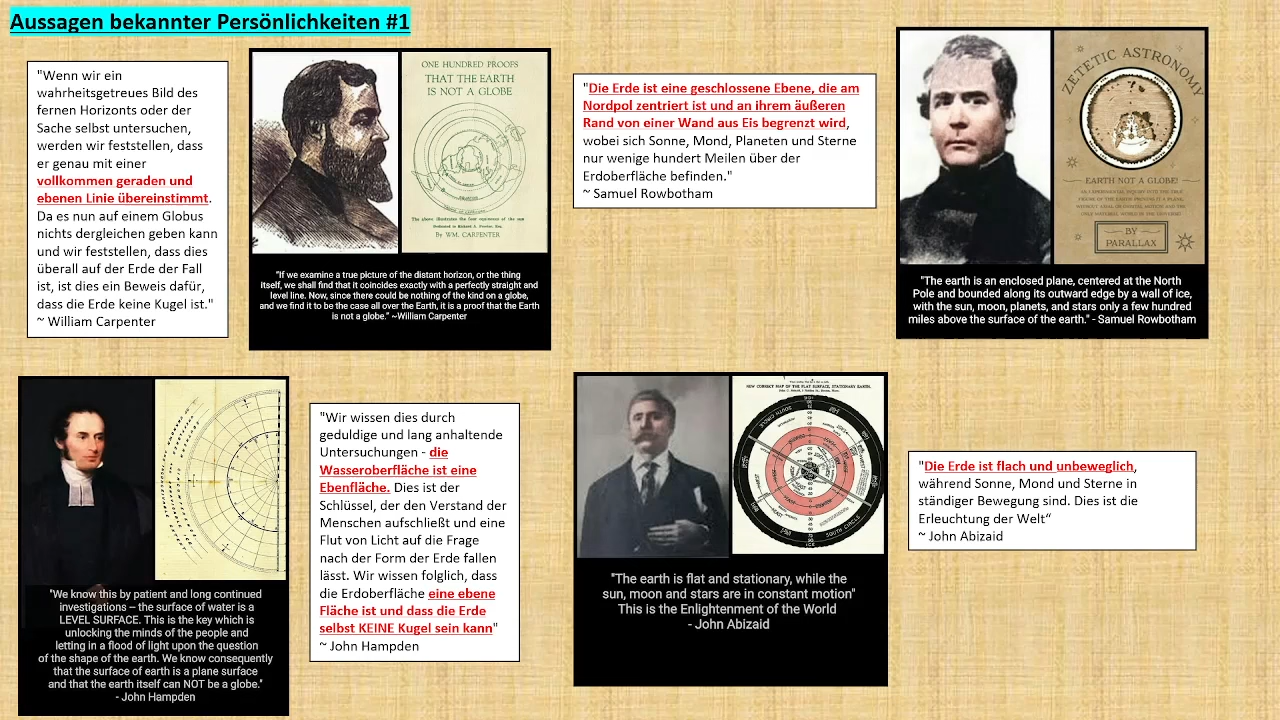 Aussagen bekannter Persönlichkeiten #1
"Wenn wir ein
wahrheitsgetreues Bild des
fernen Horizonts oder der
Sache selbst untersuchen,
werden wir feststellen, dass
er genau mit einer
vollkommen geraden und
ebenen Linie übereinstimmt.
Da es nun auf einem Globus
nichts dergleichen geben kann
und wir feststellen, dass dies
überall auf der Erde der Fall
ist, ist dies ein Beweis dafür,
dass die Erde keine Kugel ist."
~ William Carpenter
ONE HUNDRED PROOFS
THAT THE EARTH
IS NOT A GLOBE
By WM. CARPENTER
"If we examine a true picture of the distant horizon, or the thing
itself, we shall find that it coincides exactly with a perfectly straight and
level line. Now, since there could be nothing of the kind on a globe,
and we find it to be the case all over the Earth, it is a proof that the Earth
is not a globe." ~William Carpenter
"Die Erde ist eine geschlossene Ebene, die am
Nordpol zentriert ist und an ihrem äußeren
Rand von einer Wand aus Eis begrenzt wird,
wobei sich Sonne, Mond, Planeten und Sterne
nur wenige hundert Meilen über der
Erdoberfläche befinden."
~ Samuel Rowbotham
ZETETIC ASTRONOMY
EARTH NOT A GLOBE!
BY
PARALLAX
"The earth is an enclosed plane, centered at the North
Pole and bounded along its outward edge by a wall of ice,
with the sun, moon, planets, and stars only a few hundred
miles above the surface of the earth." - Samuel Rowbotham
"We know this by patient and long continued
investigations – the surface of water is a
LEVEL SURFACE. This is the key which is
unlocking the minds of the people and
letting in a flood of light upon the question
of the shape of the earth. We know consequently
that the surface of earth is a plane surface
and that the earth itself can NOT be a globe."
- John Hampden
"Wir wissen dies durch
geduldige und lang anhaltende
Untersuchungen - die
Wasseroberfläche ist eine
Ebenfläche. Dies ist der
Schlüssel, der den Verstand der
Menschen aufschließt und eine
Flut von Licht auf die Frage
nach der Form der Erde fallen
lässt. Wir wissen folglich, dass
die Erdoberfläche eine ebene
Fläche ist und dass die Erde
selbst KEINE Kugel sein kann"
~ John Hampden
SOUTH CIRCLE
SOUTH CIRCLE
ICE
"The earth is flat and stationary, while the
sun, moon and stars are in constant motion"
This is the Enlightenment of the World
- John Abizaid
"Die Erde ist flach und unbeweglich,
während Sonne, Mond und Sterne in
ständiger Bewegung sind. Dies ist die
Erleuchtung der Welt“
~ John Abizaid